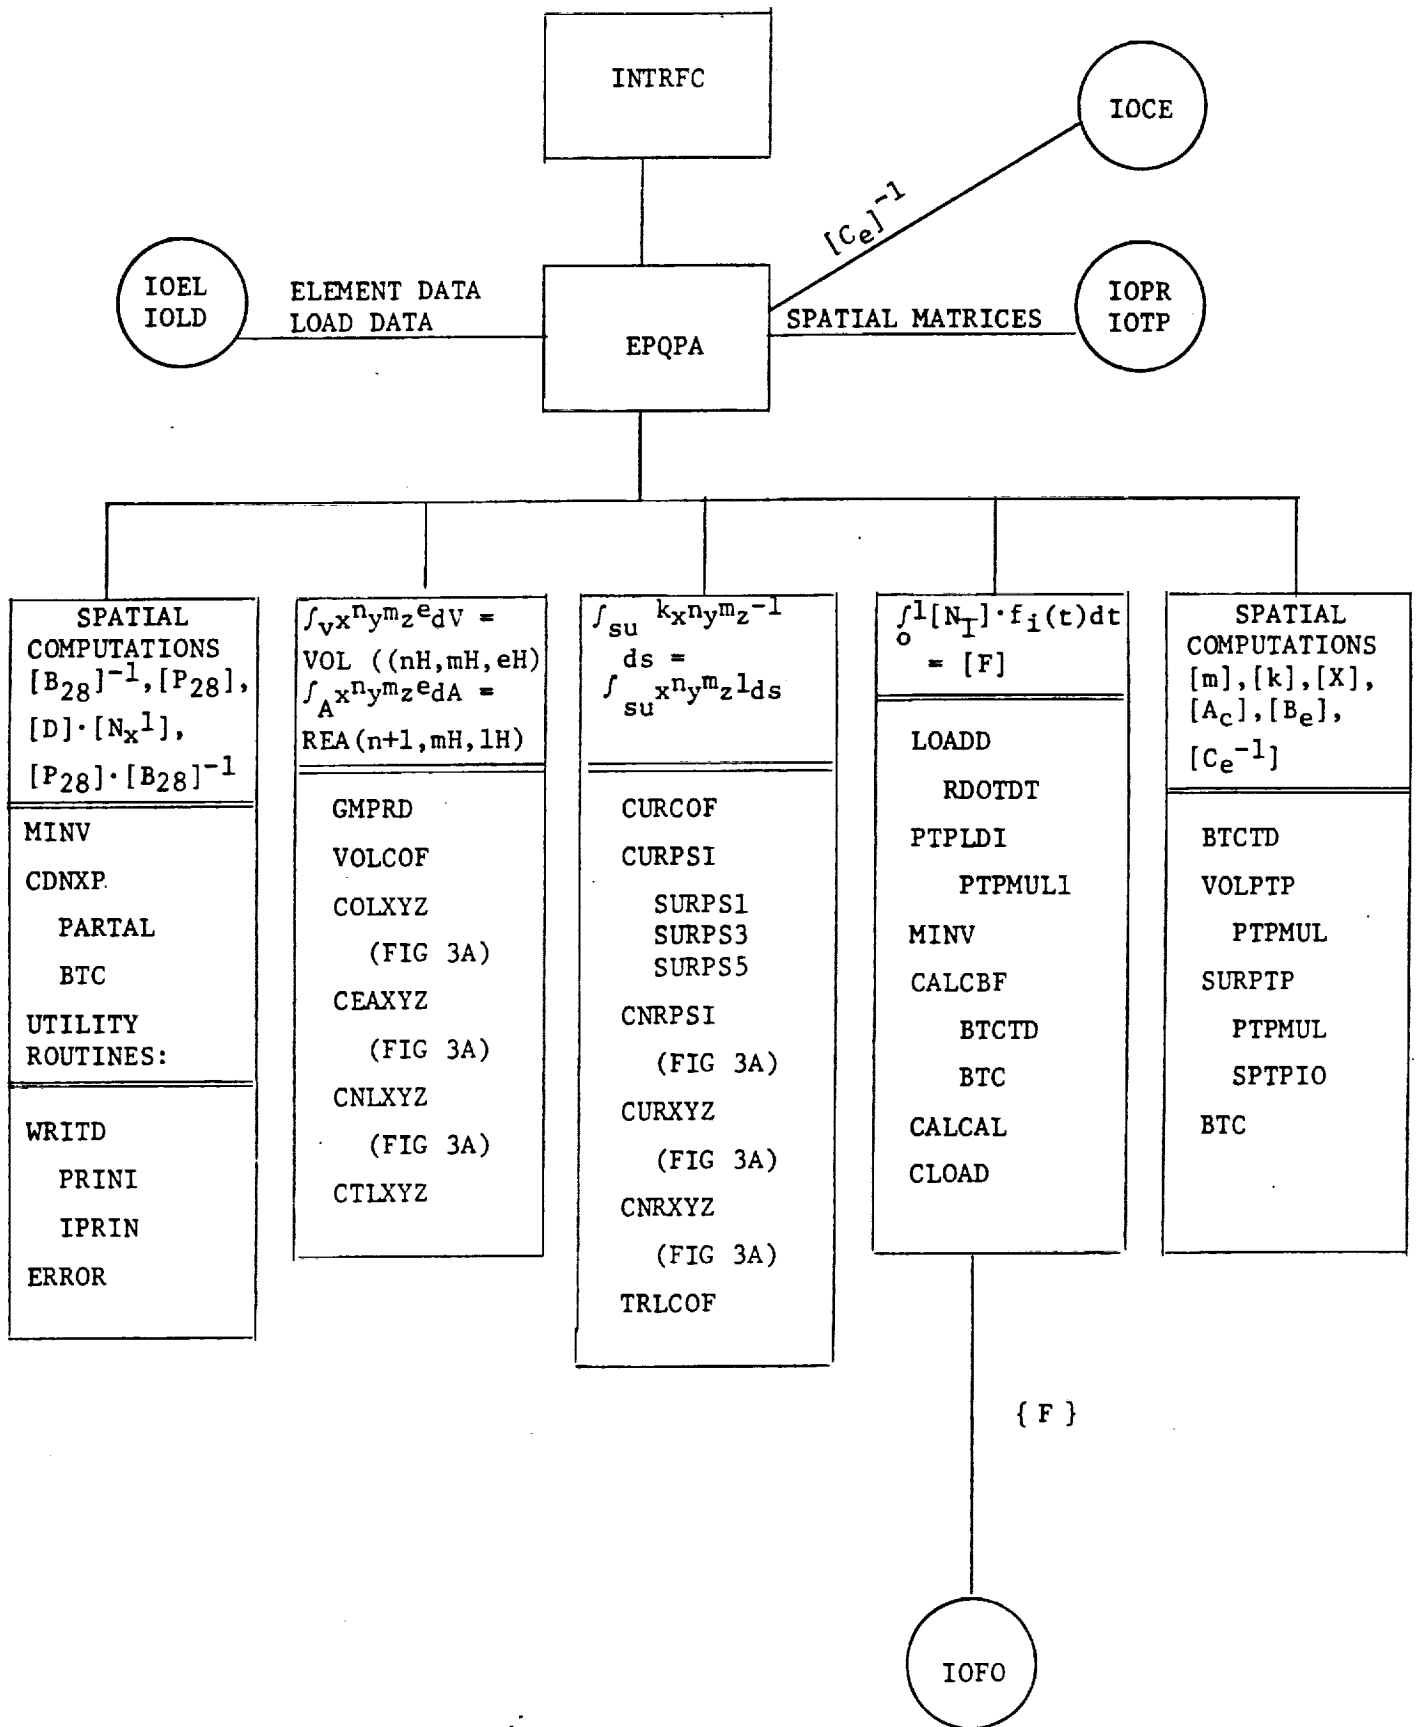 INTRFC
IOCE
[Ce]⁻¹
IOEL
IOLD
ELEMENT DATA
LOAD DATA
EPQPA
SPATIAL MATRICES
IOPR
IOTP
SPATIAL
COMPUTATIONS
[B₂₈]⁻¹,[P₂₈],
[D]·[Nₓ1],
[P₂₈]·[B₂₈]⁻¹
MINV
CDNXP
PARTAL
BTC
UTILITY
ROUTINES:
WRITD
PRINI
IPRIN
ERROR
∫ᵥxⁿyᵐzᵉdV =
VOL ((nH,mH,eH)
∫_A xⁿyᵐzᵉdA =
REA(n+1,mH,1H)
GMPRD
VOLCOF
COLXYZ
(FIG 3A)
CEAXYZ
(FIG 3A)
CNLXYZ
(FIG 3A)
CTLXYZ
∫su kxⁿyᵐz⁻¹
ds =
∫su xⁿyᵐz¹ds
CURCOF
CURPSI
SURPS1
SURPS3
SURPS5
CNRPSI
(FIG 3A)
CURXYZ
(FIG 3A)
CNRXYZ
(FIG 3A)
TRLCOF
∫₀¹[N_I]·fᵢ(t)dt
= [F]
LOADD
RDOTDT
PTPLDI
PTPMUL1
MINV
CALCBF
BTCTD
BTC
CALCAL
CLOAD
SPATIAL
COMPUTATIONS
[m],[k],[X],
[Ac],[Be],
[Ce⁻¹]
BTCTD
VOLPTP
PTPMUL
SURPTP
PTPMUL
SPTPIO
BTC
{ F }
IOFO